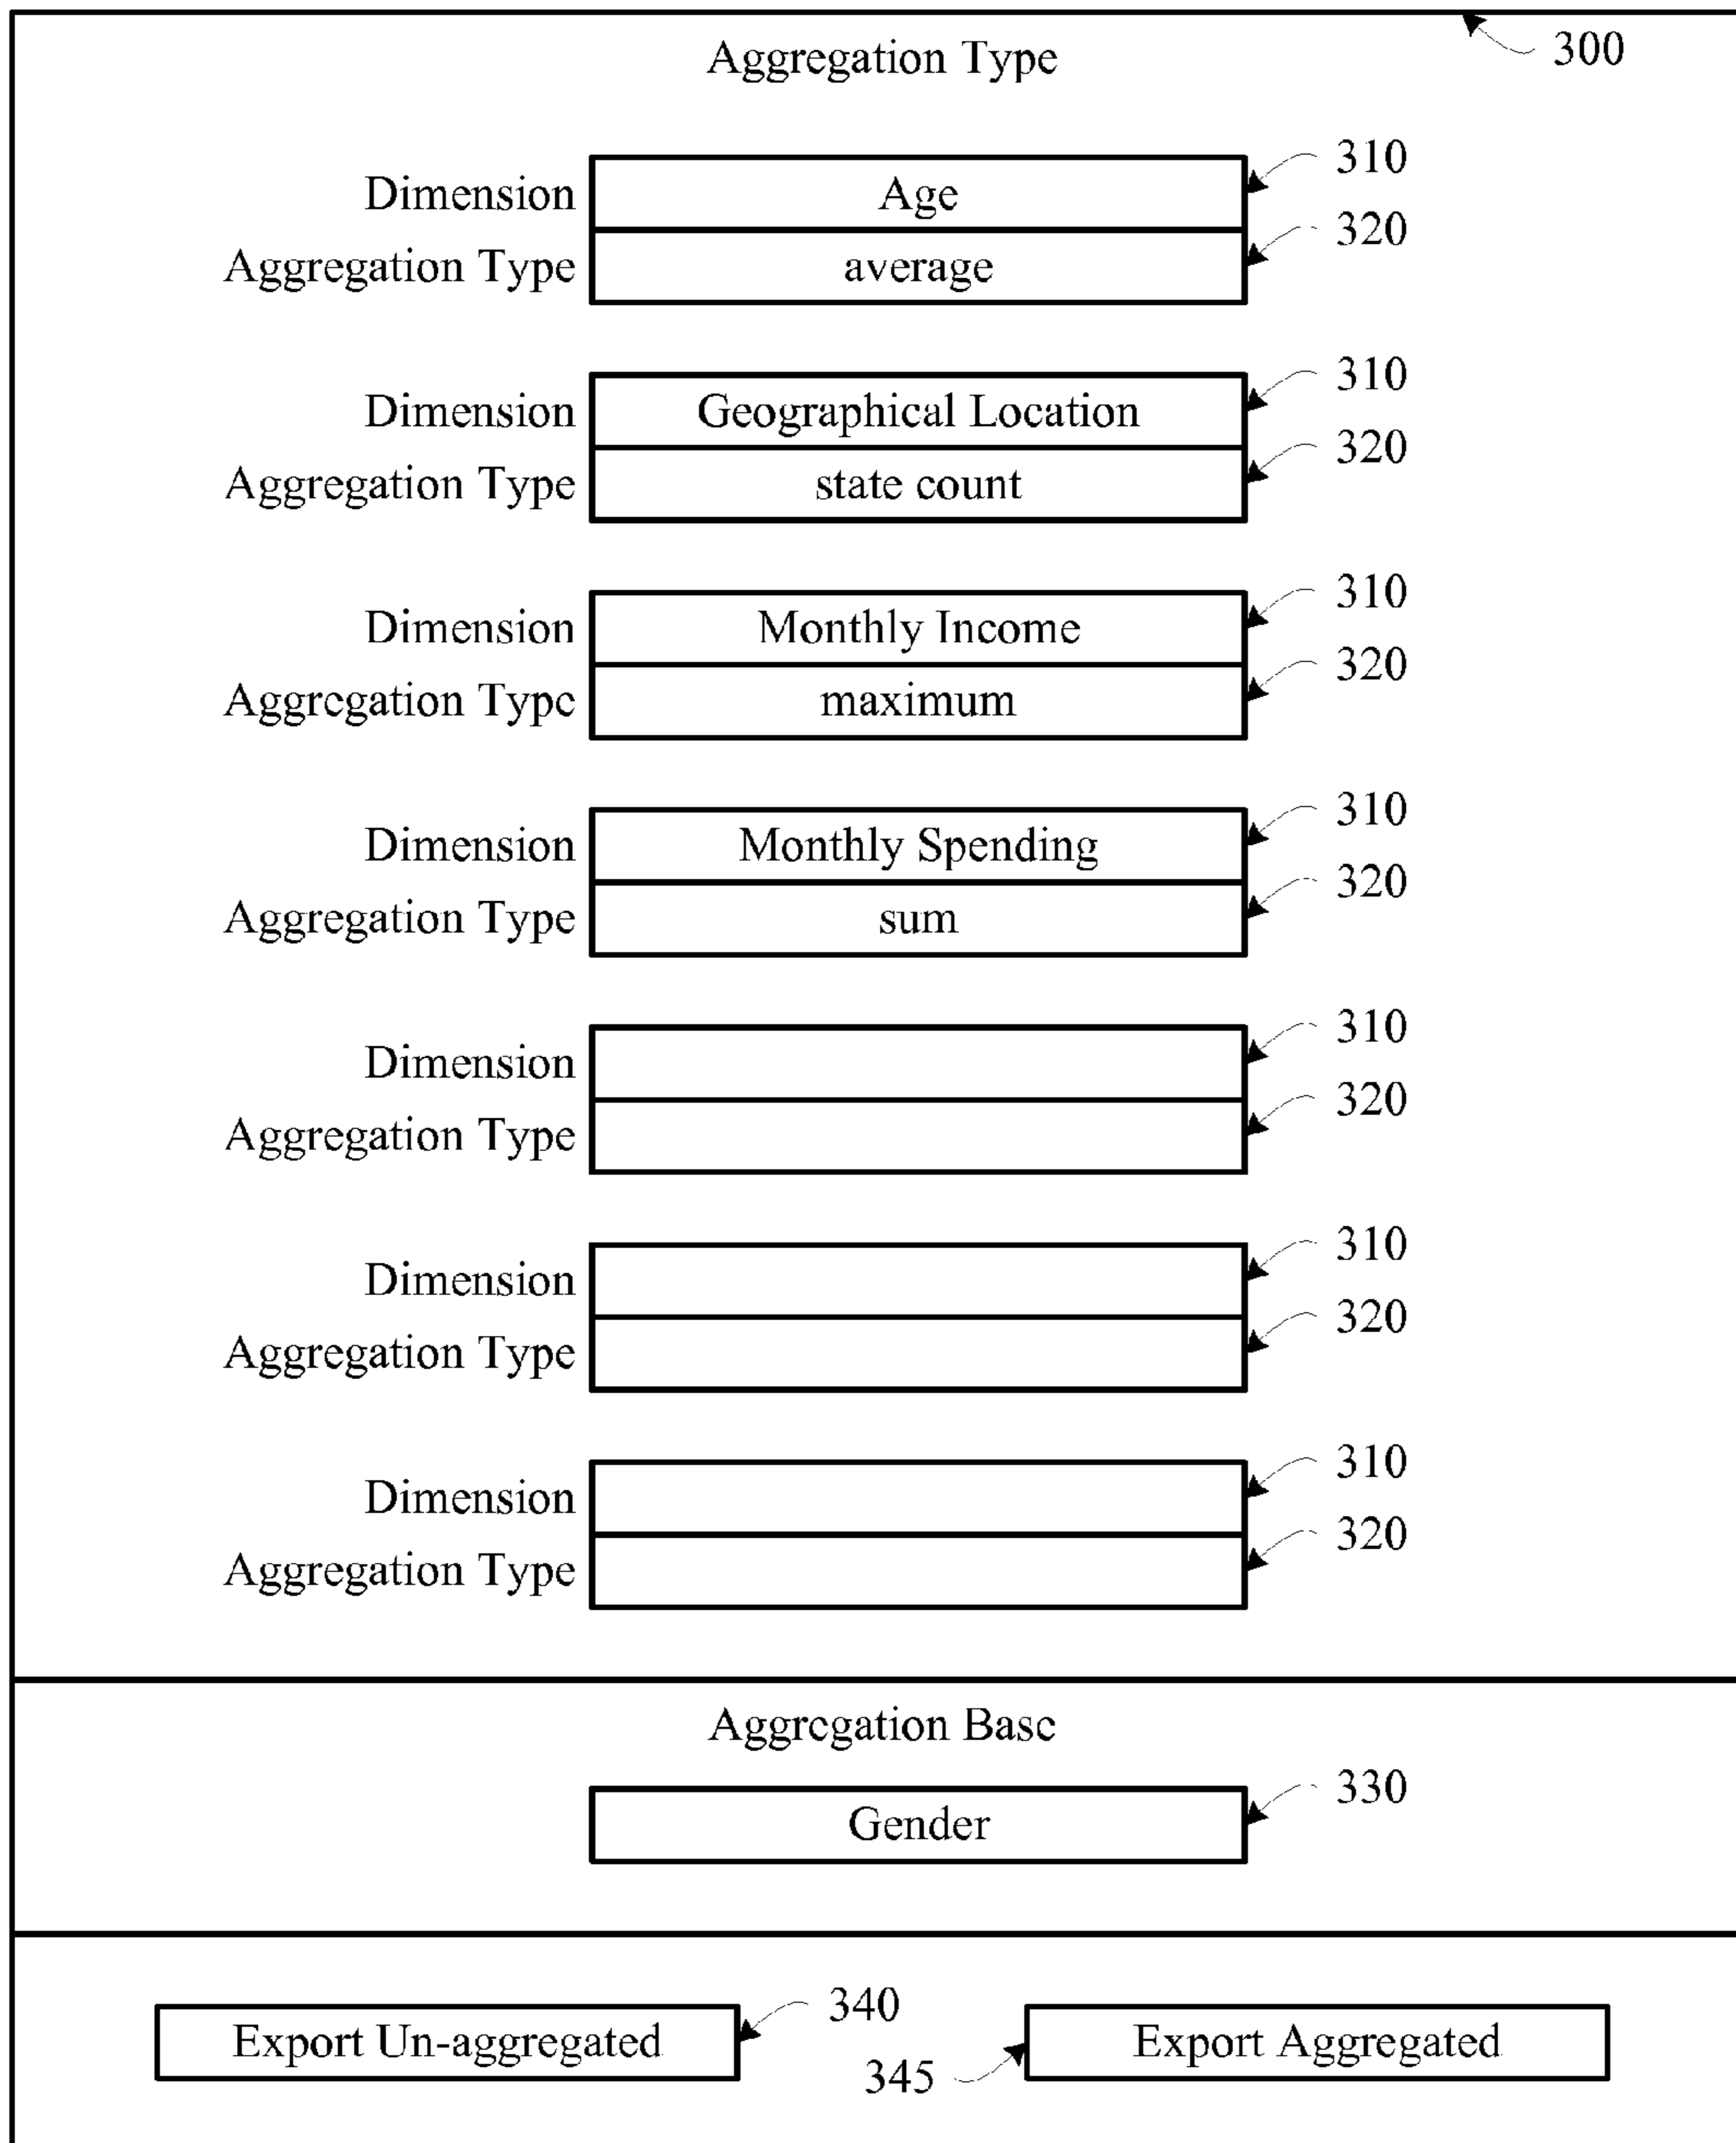 300
Aggregation Type
Dimension Age 310
Aggregation Type average 320
Dimension Geographical Location 310
Aggregation Type state count 320
Dimension Monthly Income 310
Aggregation Type maximum 320
Dimension Monthly Spending 310
Aggregation Type sum 320
Dimension 310
Aggregation Type 320
Dimension 310
Aggregation Type 320
Dimension 310
Aggregation Type 320
Aggregation Base
Gender 330
Export Un-aggregated 340
345 Export Aggregated